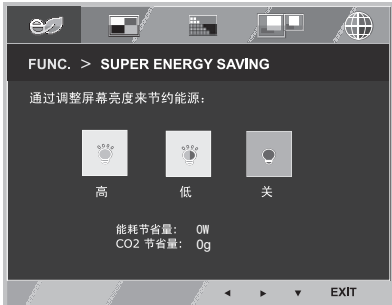 FUNC. > SUPER ENERGY SAVING
通过调整屏幕亮度来节约能源:
高 低 关
能耗节省量: 0W
CO2 节省量: 0g
EXIT